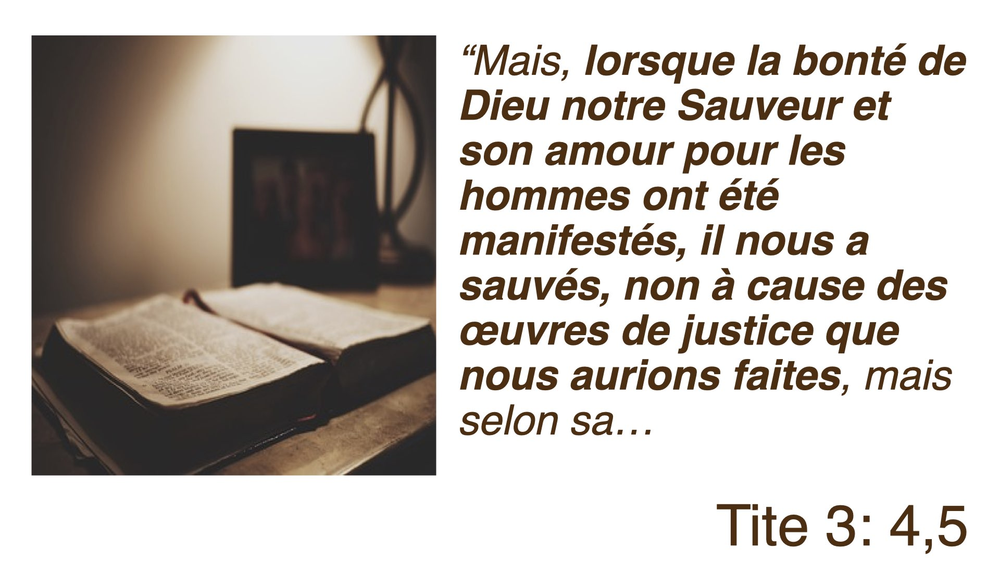 “Mais, lorsque la bonté de
Dieu notre Sauveur et
son amour pour les
hommes ont été
manifestés, il nous a
sauvés, non à cause des
œuvres de justice que
nous aurions faites, mais
selon sa…
Tite 3: 4,5